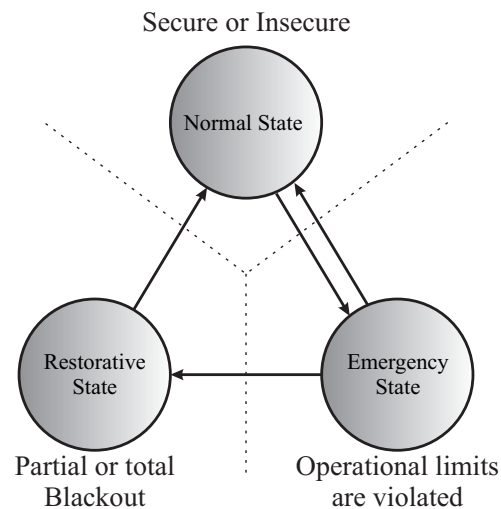 Secure or Insecure
Normal State
Restorative
State
Emergency
State
Partial or total
Blackout
Operational limits
are violated